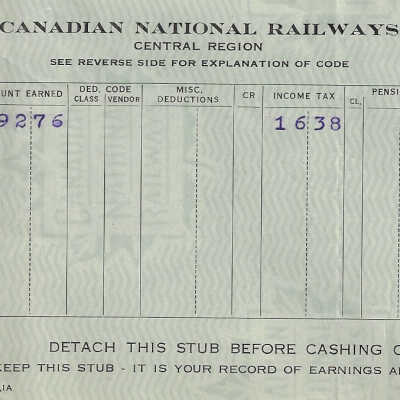 CANADIAN NATIONAL RAILWAYS
CENTRAL REGION
SEE REVERSE SIDE FOR EXPLANATION OF CODE
UNT EARNED DED. CLASS CODE VENDOR MISC. DEDUCTIONS CR INCOME TAX CL. PENSI
9276 1638
DETACH THIS STUB BEFORE CASHING C
KEEP THIS STUB - IT IS YOUR RECORD OF EARNINGS A